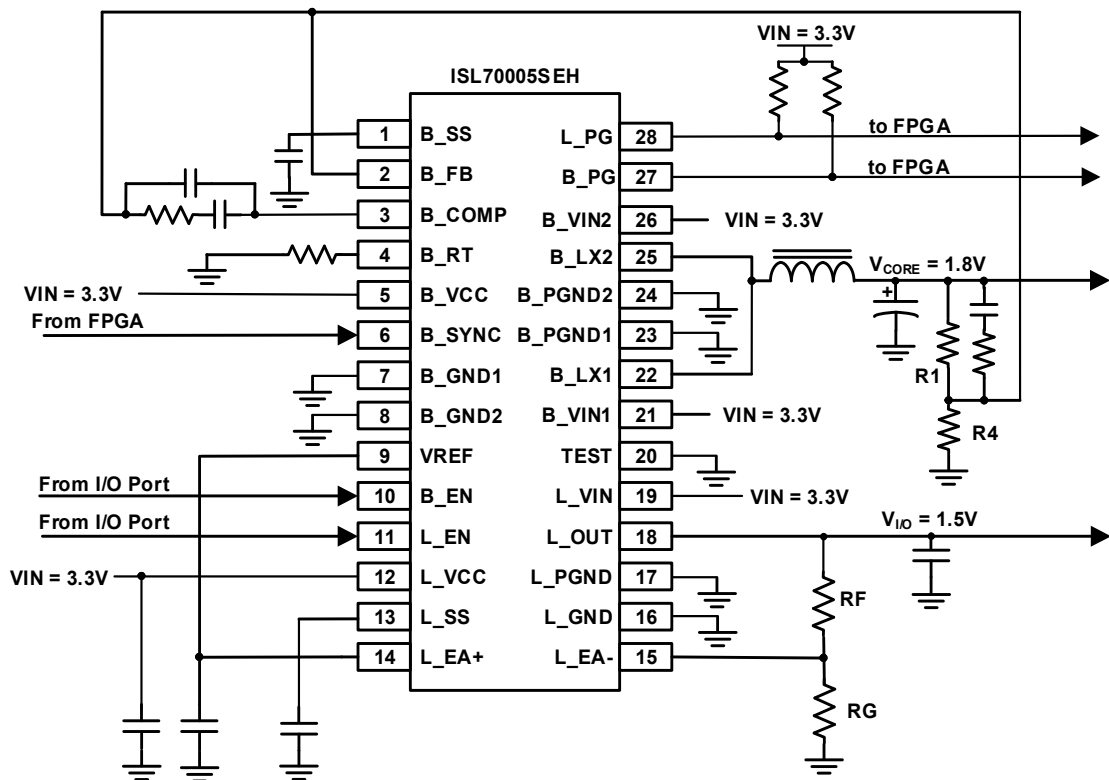 VIN = 3.3V
ISL70005SEH
1 B_SS L_PG 28 to FPGA
2 B_FB B_PG 27 to FPGA
3 B_COMP B_VIN2 26 VIN = 3.3V
4 B_RT B_LX2 25
VCORE = 1.8V
VIN = 3.3V 5 B_VCC B_PGND2 24
From FPGA 6 B_SYNC B_PGND1 23
7 B_GND1 B_LX1 22 R1
8 B_GND2 B_VIN1 21 VIN = 3.3V R4
9 VREF TEST 20
From I/O Port 10 B_EN L_VIN 19 VIN = 3.3V
From I/O Port 11 L_EN L_OUT 18 VI/O = 1.5V
VIN = 3.3V 12 L_VCC L_PGND 17
13 L_SS L_GND 16 RF
14 L_EA+ L_EA- 15
RG
+